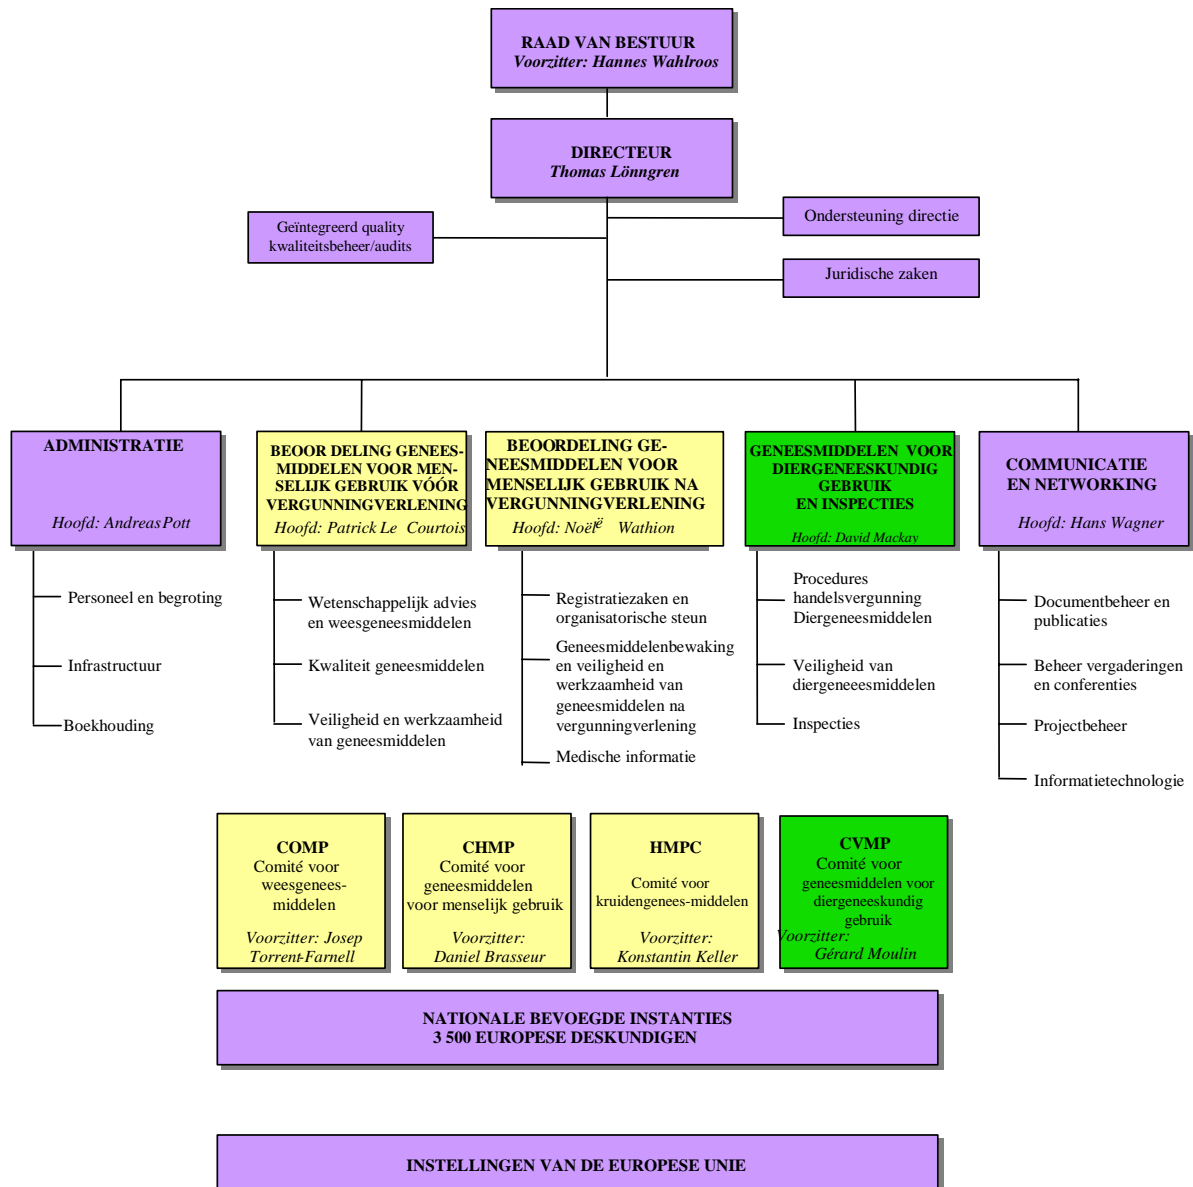 RAAD VAN BESTUUR
Voorzitter: Hannes Wahlroos
DIRECTEUR
Thomas Lönngren
Geïntegreerd quality
kwaliteitsbeheer/audits
Ondersteuning directie
Juridische zaken
ADMINISTRATIE
Hoofd: Andreas Pott
BEOOR DELING GENEES-
MIDDELEN VOOR MEN-
SELIJK GEBRUIK VÓÓR
VERGUNNINGVERLENING
Hoofd: Patrick Le Courtois
BEOORDELING GE-
NEESMIDDELEN VOOR
MENSELIJK GEBRUIK NA
VERGUNNINGVERLENING
Hoofd: Noël ë Wathion
GENEESMIDDELEN VOOR
DIERGENEESKUNDIG
GEBRUIK
EN INSPECTIES
Hoofd: David Mackay
COMMUNICATIE
EN NETWORKING
Hoofd: Hans Wagner
Personeel en begroting
Infrastructuur
Boekhouding
Wetenschappelijk advies
en weesgeneesmiddelen
Kwaliteit geneesmiddelen
Veiligheid en werkzaamheid
van geneesmiddelen
Registratiezaken en
organisatorische steun
Geneesmiddelenbewaking
en veiligheid en
werkzaamheid van
geneesmiddelen na
vergunningverlening
Medische informatie
Procedures
handelsvergunning
Diergeneesmiddelen
Veiligheid van
diergeneeesmiddelen
Inspecties
Documentbeheer en
publicaties
Beheer vergaderingen
en conferenties
Projectbeheer
Informatietechnologie
COMP
Comité voor
weesgenees-
middelen
Voorzitter: Josep
Torrent-Farnell
CHMP
Comité voor
geneesmiddelen
voor menselijk gebruik
Voorzitter:
Daniel Brasseur
HMPC
Comité voor
kruidengenees-middelen
Voorzitter:
Konstantin Keller
CVMP
Comité voor
geneesmiddelen voor
diergeneeskundig
gebruik
Voorzitter:
Gérard Moulin
NATIONALE BEVOEGDE INSTANTIES
3 500 EUROPESE DESKUNDIGEN
INSTELLINGEN VAN DE EUROPESE UNIE